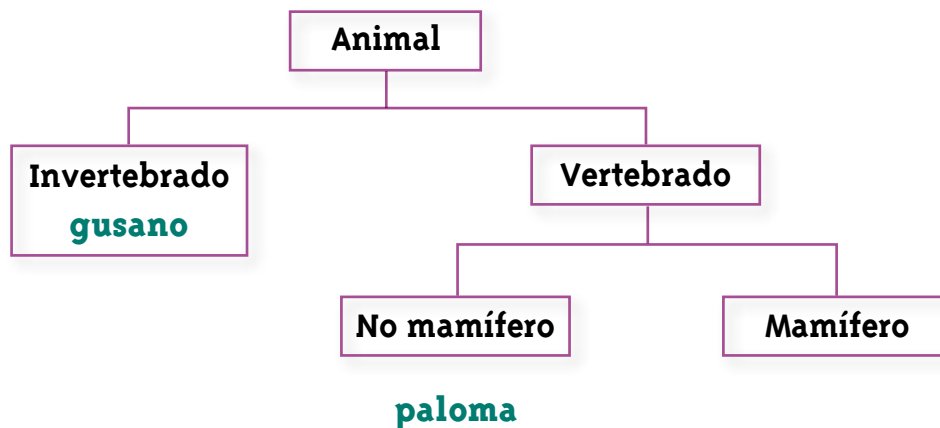 Animal
Invertebrado
gusano
Vertebrado
No mamífero
Mamífero
paloma